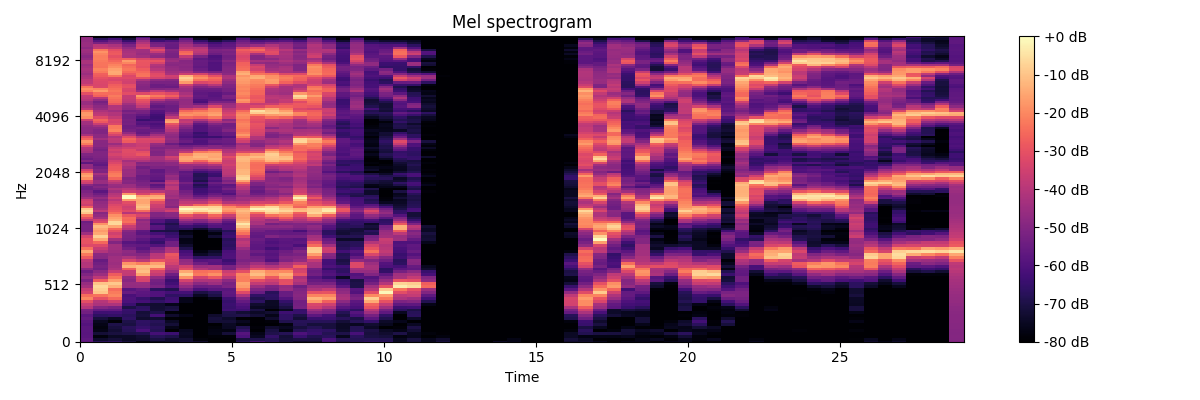 Mel spectrogram
+0 dB
8192
-10 dB
4096
-20 dB
-30 dB
2048
Hz
-40 dB
1024
-50 dB
-60 dB
512
-70 dB
0
-80 dB
0 5 10 15 20 25
Time